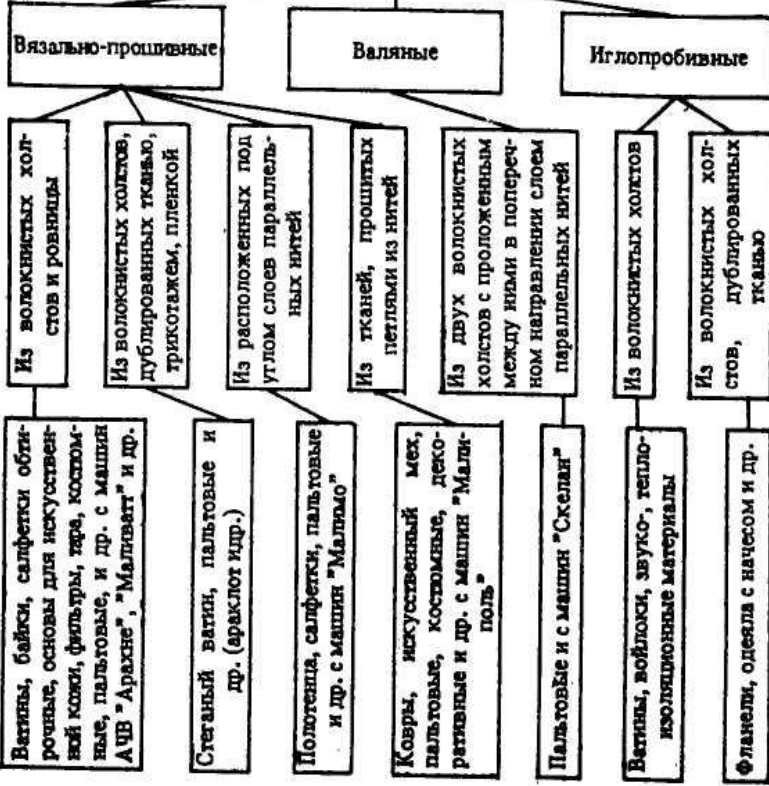 Вязально-прошивные
Валяные
Иглопробивные
Из волокнистых хол-
стов и ровницы
Из волокнистых холстов,
дублированных тканью,
трикотажем, пленкой
Из расположенных под
углом слоев параллель-
ных нитей
Из тканей, прошитых
петлями из нитей
Из двух волокнистых
холстов с проложенным
между ними в попереч-
ном направлении слоем
параллельных нитей
Из волокнистых холстов
Из волокнистых хол-
стов, дублированных
тканью
Ватины, байки, салфетки обти-
рочные, основы для искусствен-
ной кожи, фильтры, тара, костюм-
ные, пальтовые, и др. с машин
АЧВ "Арахне", "Маливатт" и др.
Стеганый ватин, пальтовые и
др. (араклот идр.)
Полотенца, салфетки, пальтовые
и др. с машин "Малимо"
Ковры, искусственный мех,
пальтовые, костюмные, деко-
ративные и др. с машин "Мали-
поль"
Пальтовые и с машин "Скелан"
Ватины, войлоки, звуко-, тепло-
изоляционные материалы
Фланели, одеяла с начесом и др.